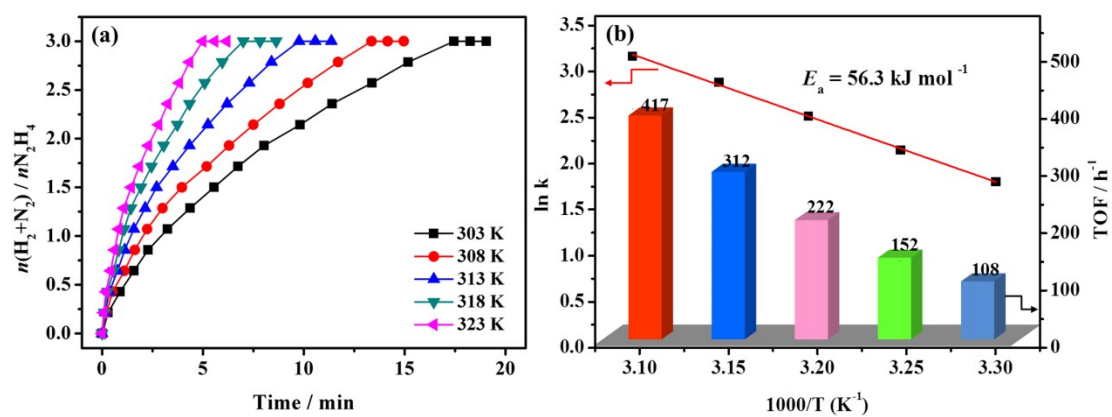 (a)
n(H₂+N₂) / nN₂H₄
3.0
2.5
2.0
1.5
1.0
0.5
0.0
303 K
308 K
313 K
318 K
323 K
0 5 10 15 20
Time / min
(b)
ln k
3.5
3.0
2.5
2.0
1.5
1.0
0.5
0.0
Eₐ = 56.3 kJ mol⁻¹
417
312
222
152
108
500
400
300
200
100
0
TOF / h⁻¹
3.10 3.15 3.20 3.25 3.30
1000/T (K⁻¹)